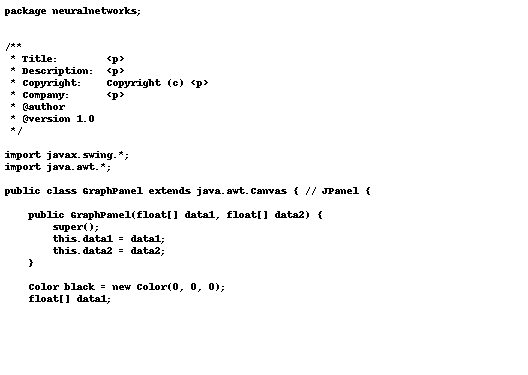 package neuralnetworks;
/**
 * Title:        <p>
 * Description:  <p>
 * Copyright:    Copyright (c) <p>
 * Company:      <p>
 * @author
 * @version 1.0
 */
import javax.swing.*;
import java.awt.*;
public class GraphPanel extends java.awt.Canvas { // JPanel {
    public GraphPanel(float[] data1, float[] data2) {
        super();
        this.data1 = data1;
        this.data2 = data2;
    }
    Color black = new Color(0, 0, 0);
    float[] data1;